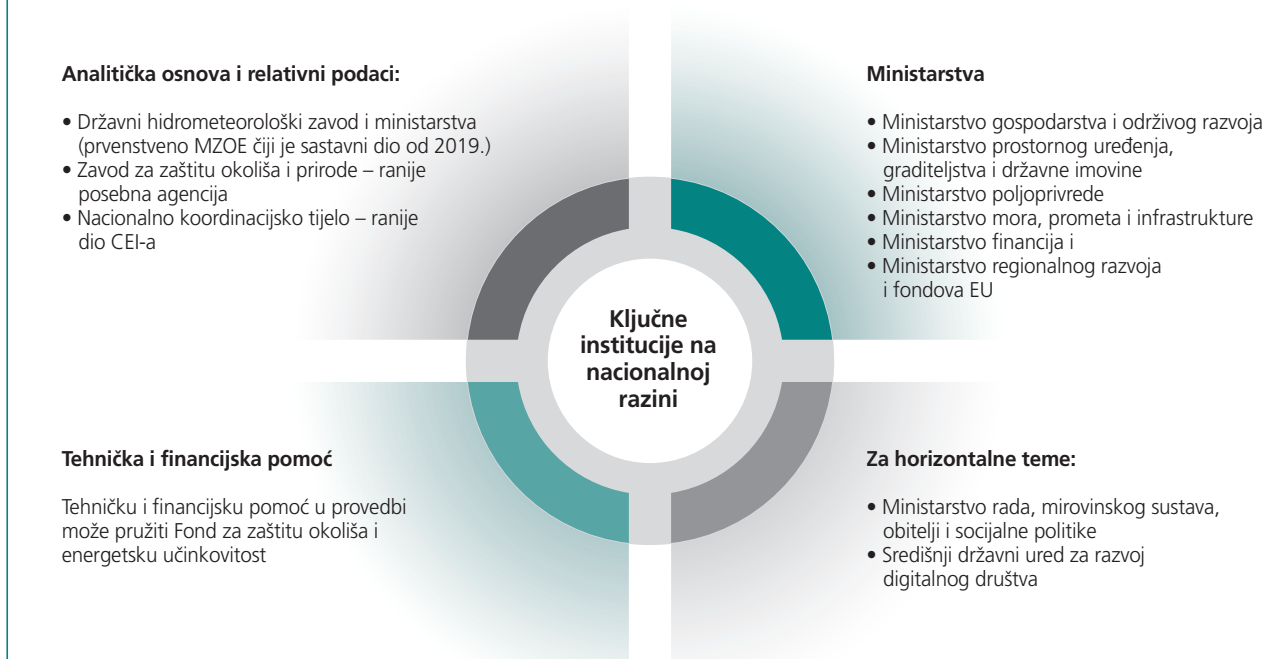 Analitička osnova i relativni podaci:
• Državni hidrometeorološki zavod i ministarstva
(prvenstveno MZOE čiji je sastavni dio od 2019.)
• Zavod za zaštitu okoliša i prirode – ranije
posebna agencija
• Nacionalno koordinacijsko tijelo – ranije
dio CEI-a
Ministarstva
• Ministarstvo gospodarstva i održivog razvoja
• Ministarstvo prostornog uređenja,
graditeljstva i državne imovine
• Ministarstvo poljoprivrede
• Ministarstvo mora, prometa i infrastrukture
• Ministarstvo financija i
• Ministarstvo regionalnog razvoja
i fondova EU
Ključne
institucije na
nacionalnoj
razini
Tehnička i financijska pomoć
Tehničku i financijsku pomoć u provedbi
može pružiti Fond za zaštitu okoliša i
energetsku učinkovitost
Za horizontalne teme:
• Ministarstvo rada, mirovinskog sustava,
obitelji i socijalne politike
• Središnji državni ured za razvoj
digitalnog društva